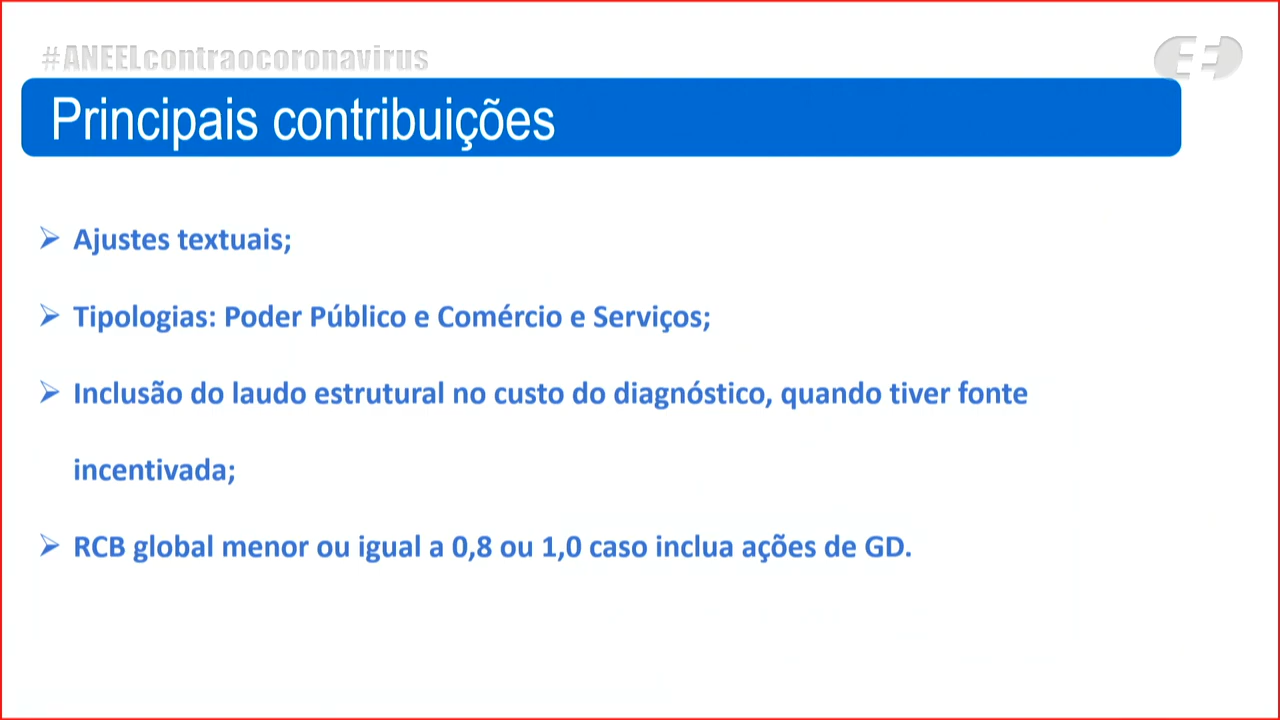 #ANEELcontraocoronavirus
Principais contribuições
➢ Ajustes textuais;
➢ Tipologias: Poder Público e Comércio e Serviços;
➢ Inclusão do laudo estrutural no custo do diagnóstico, quando tiver fonte
incentivada;
➢ RCB global menor ou igual a 0,8 ou 1,0 caso inclua ações de GD.